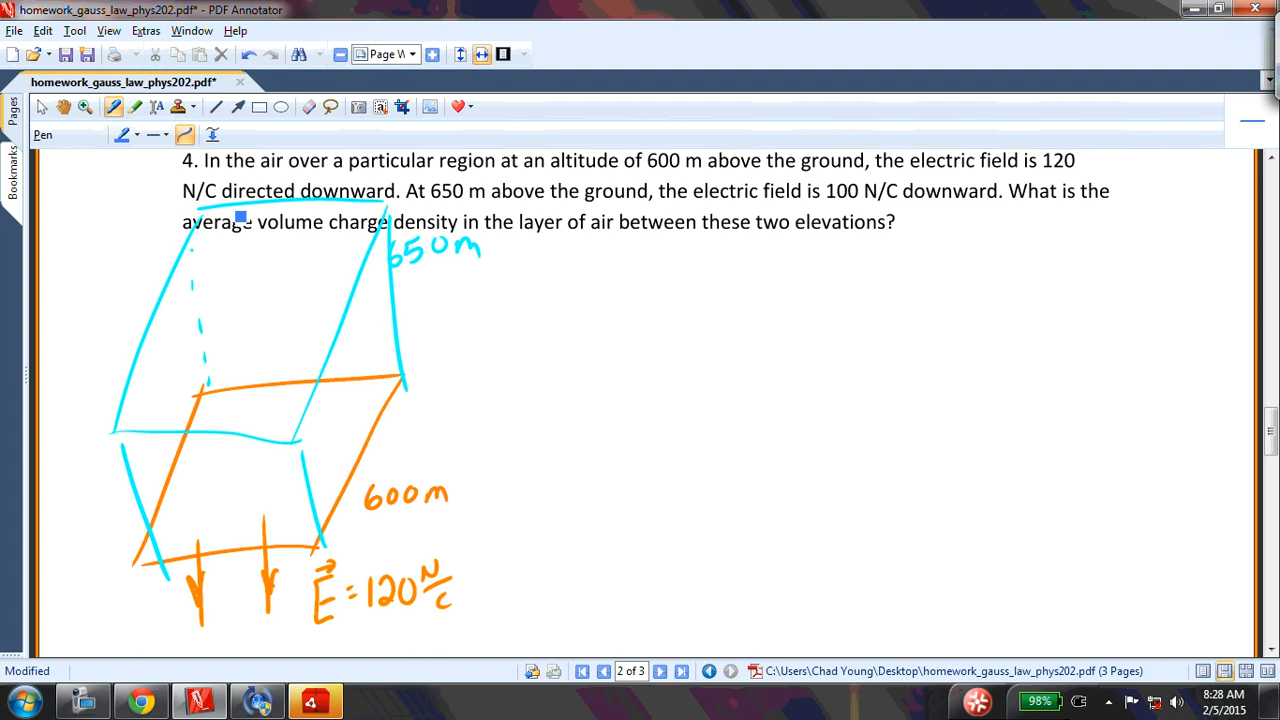 homework_gauss_law_phys202.pdf* - PDF Annotator
File Edit Tool View Extras Window Help
Page W
homework_gauss_law_phys202.pdf*
Pen
Pages
Bookmarks
4. In the air over a particular region at an altitude of 600 m above the ground, the electric field is 120
N/C directed downward. At 650 m above the ground, the electric field is 100 N/C downward. What is the
average volume charge density in the layer of air between these two elevations?
650m
600m
E = 120 N/C
2 of 3
C:\Users\Chad Young\Desktop\homework_gauss_law_phys202.pdf (3 Pages)
Modified
98%
8:28 AM
2/5/2015